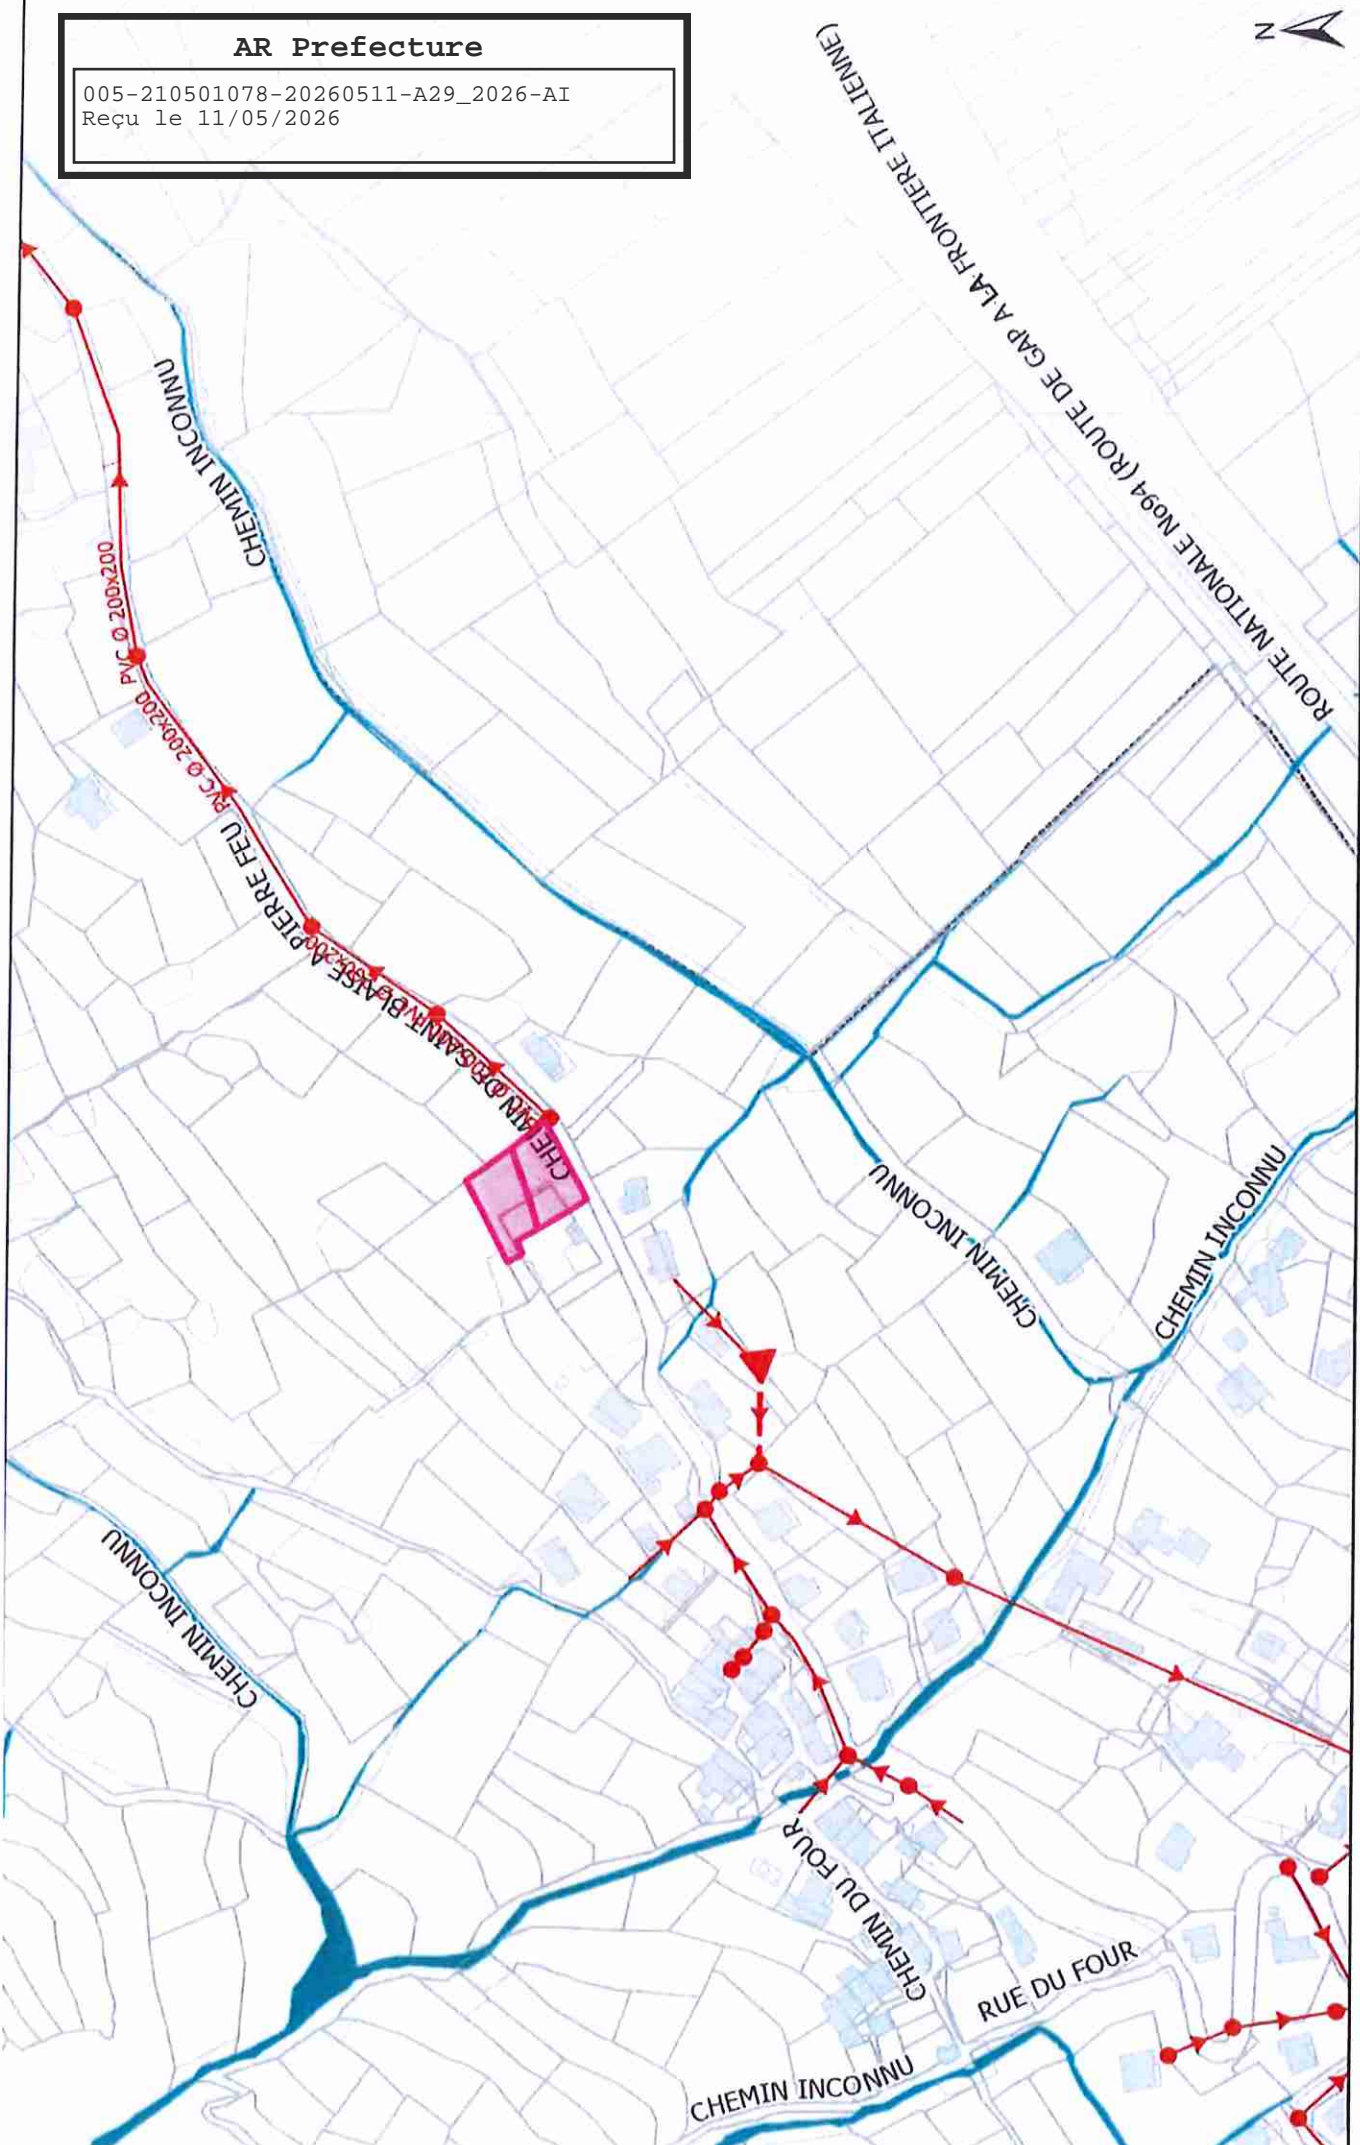 AR Prefecture
005-210501078-20260511-A29_2026-AI
Reçu le 11/05/2026
N
ROUTE NATIONALE No94 (ROUTE DE GAP A LA FRONTIERE ITALIENNE)
CHEMIN INCONNU
PVC Ø 200x200
PVC Ø 200x200
CHEMIN DE SAINT BLAISE A PIERRE FEU
CHEMIN INCONNU
CHEMIN INCONNU
CHEMIN INCONNU
CHEMIN DU FOUR
RUE DU FOUR
CHEMIN INCONNU